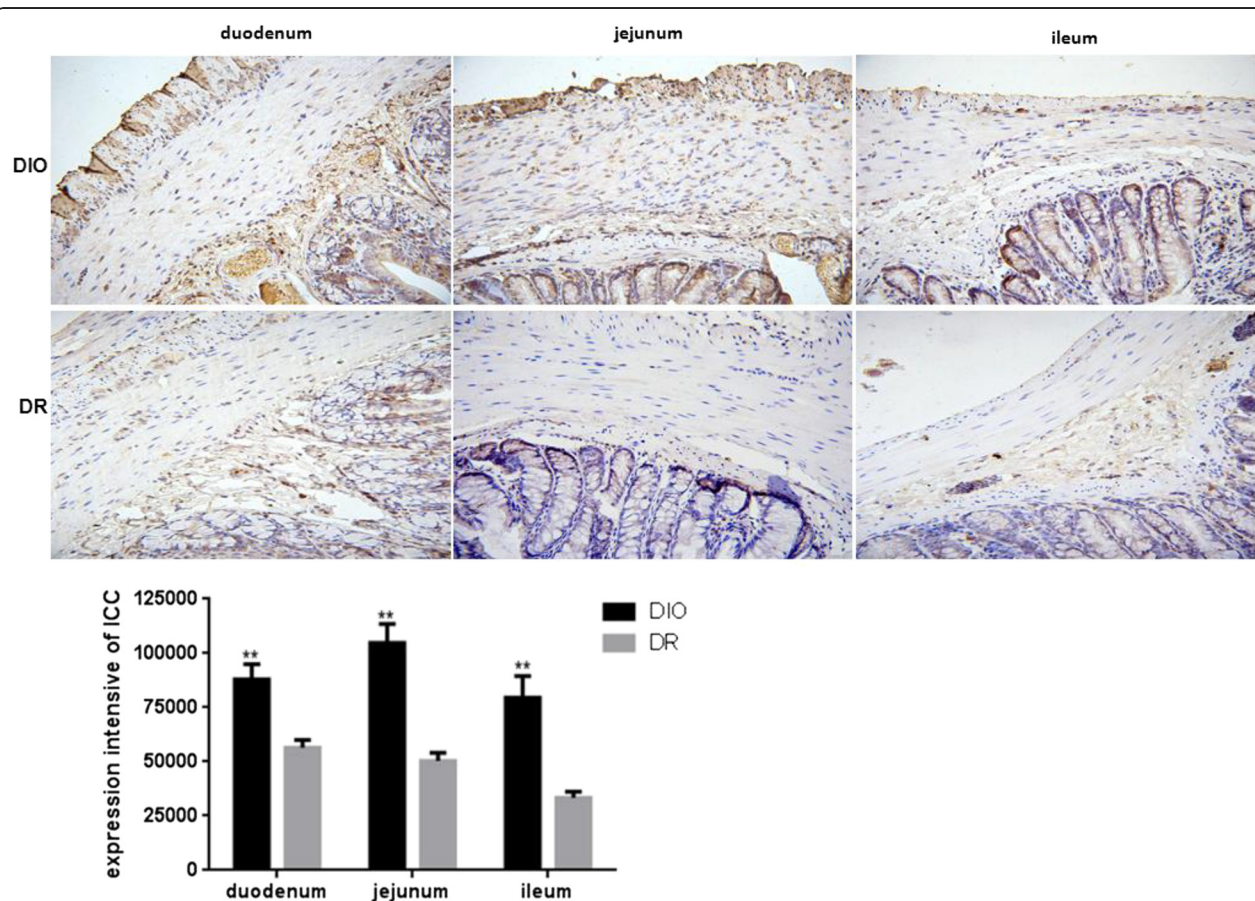 duodenum jejunum ileum
DIO
DR
expression intensive of ICC
125000
100000
75000
50000
25000
0
** ** **
DIO
DR
duodenum jejunum ileum